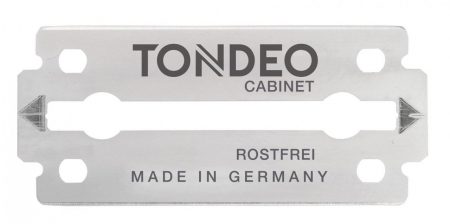 TONDEO
CABINET
ROSTFREI
MADE IN GERMANY